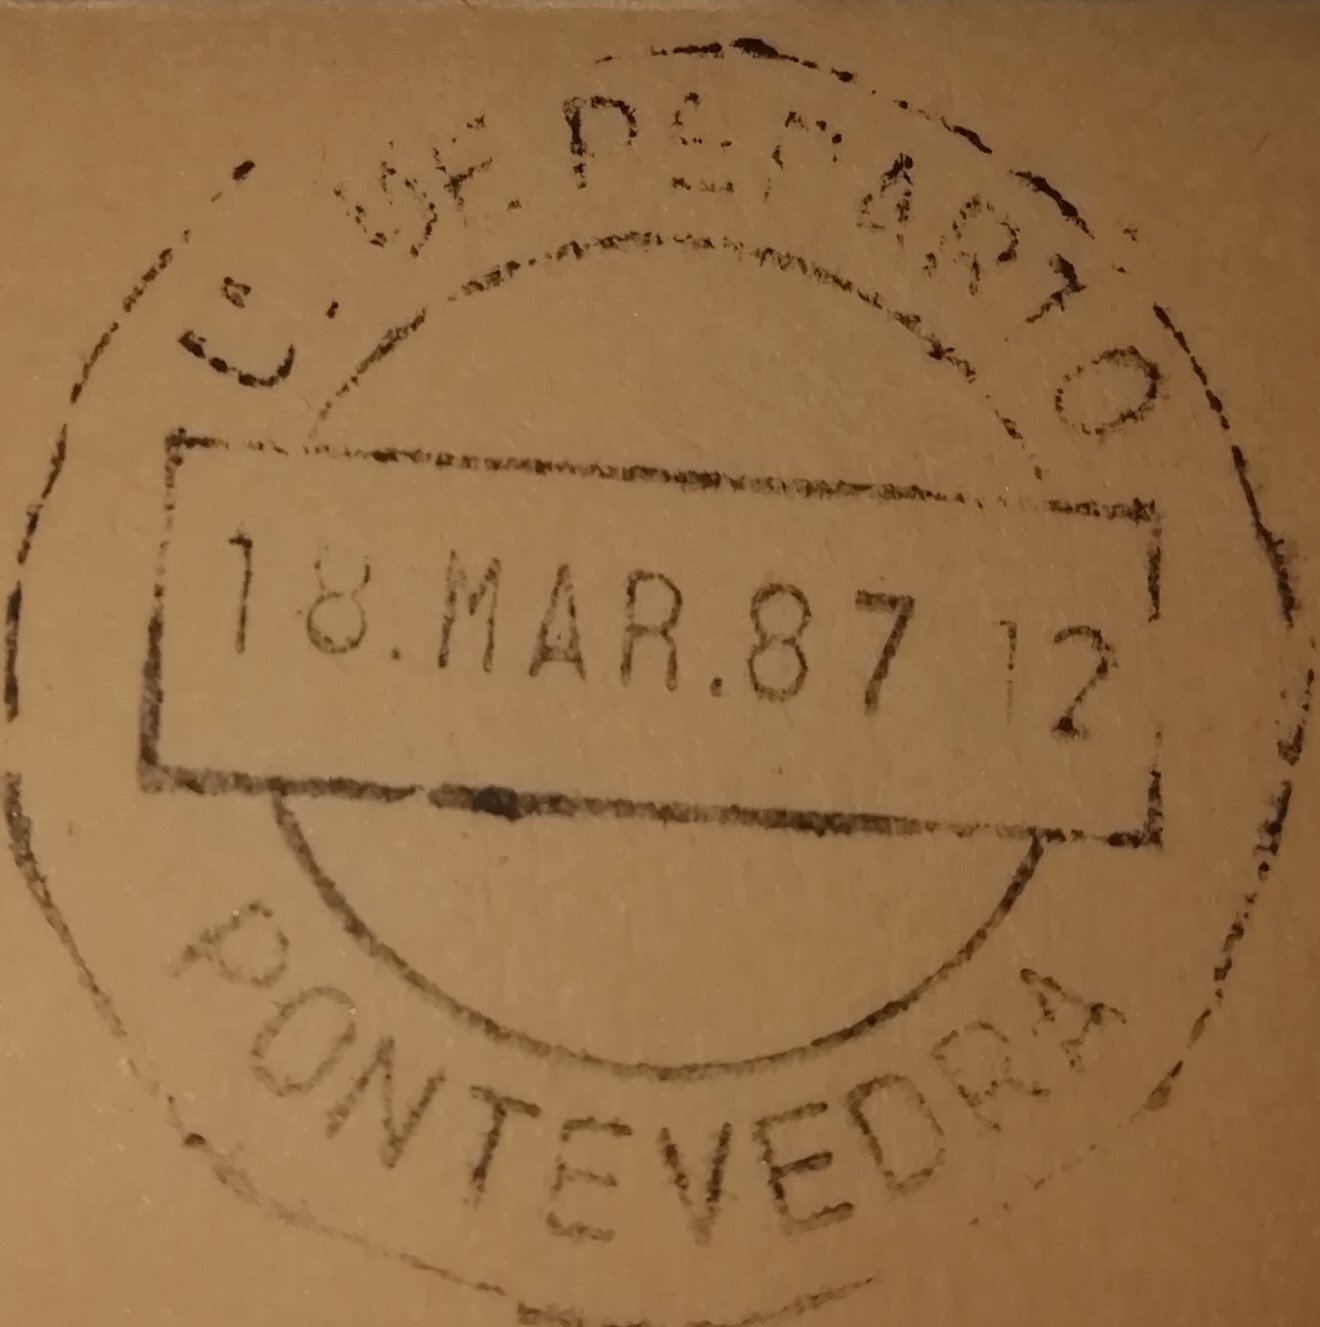 C. DE REPARTO
18.MAR.87 12
PONTEVEDRA